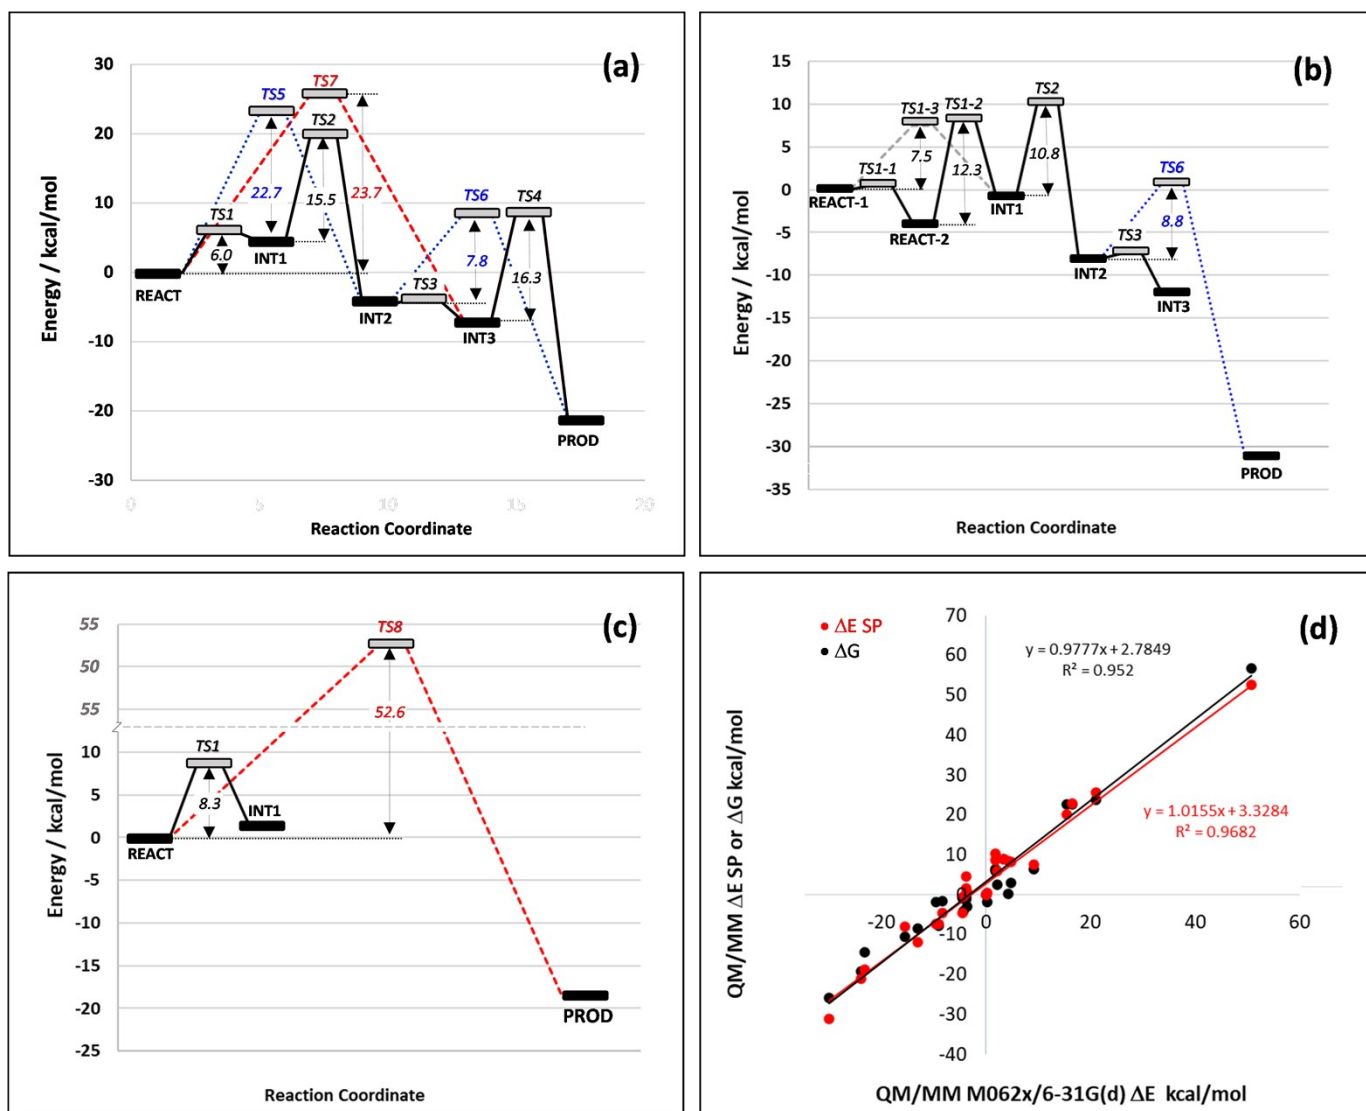 (a)
30
20
10
0
-10
-20
-30
Energy / kcal/mol
TS5
TS7
TS2
TS1
22.7
15.5
23.7
6.0
REACT
INT1
TS6
TS4
7.8
16.3
TS3
INT2
INT3
PROD
0
5
10
15
20
Reaction Coordinate
(b)
15
10
5
0
-5
-10
-15
-20
-25
-30
-35
Energy / kcal/mol
TS1-3
TS1-2
TS2
TS1-1
7.5
12.3
10.8
REACT-1
REACT-2
INT1
TS6
8.8
TS3
INT2
INT3
PROD
Reaction Coordinate
(c)
55
50
55
10
5
0
-5
-10
-15
-20
-25
Energy / kcal/mol
TS8
52.6
TS1
8.3
INT1
REACT
PROD
Reaction Coordinate
(d)
ΔE SP
ΔG
70
60
50
40
30
20
10
0
-10
-20
-30
-40
y = 0.9777x + 2.7849
R² = 0.952
y = 1.0155x + 3.3284
R² = 0.9682
-20
0
20
40
60
QM/MM ΔE SP or ΔG kcal/mol
QM/MM M062x/6-31G(d) ΔE kcal/mol